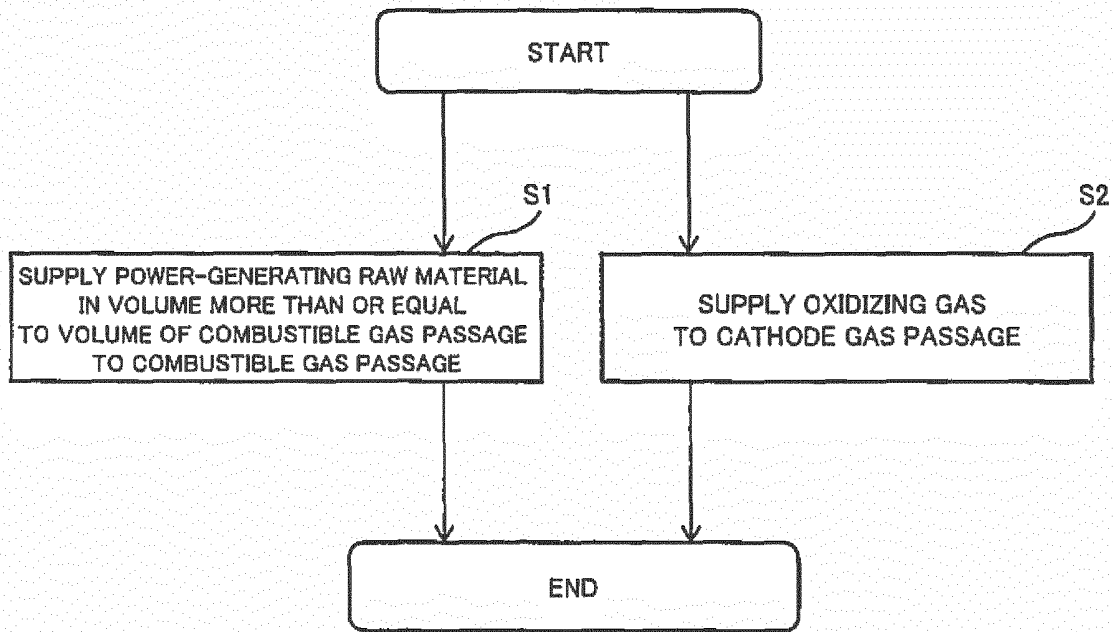 START
S1
S2
SUPPLY POWER-GENERATING RAW MATERIAL
IN VOLUME MORE THAN OR EQUAL
TO VOLUME OF COMBUSTIBLE GAS PASSAGE
TO COMBUSTIBLE GAS PASSAGE
SUPPLY OXIDIZING GAS
TO CATHODE GAS PASSAGE
END